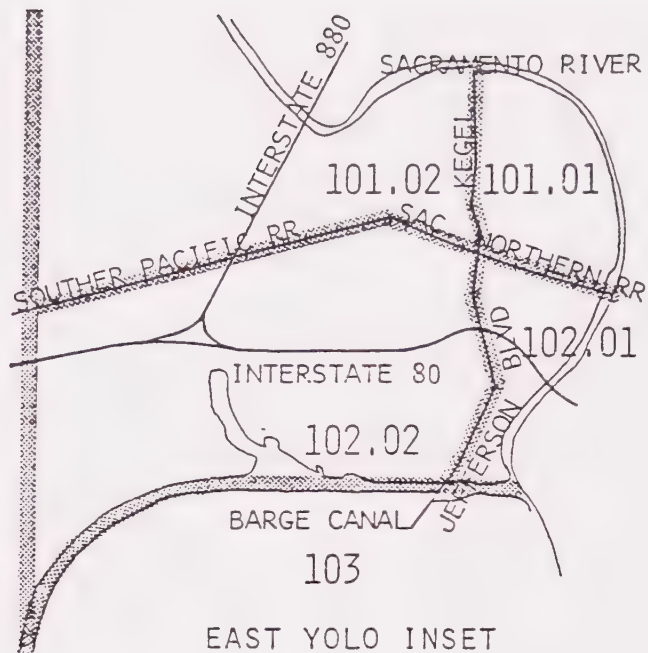 INTERSTATE 880
SACRAMENTO RIVER
KEGEL
101.02
101.01
SAC. NORTHERN RR
SOUTHER PACIFIC RR.
JEFFERSON BLVD
102.01
INTERSTATE 80
102.02
BARGE CANAL
103
EAST YOLO INSET